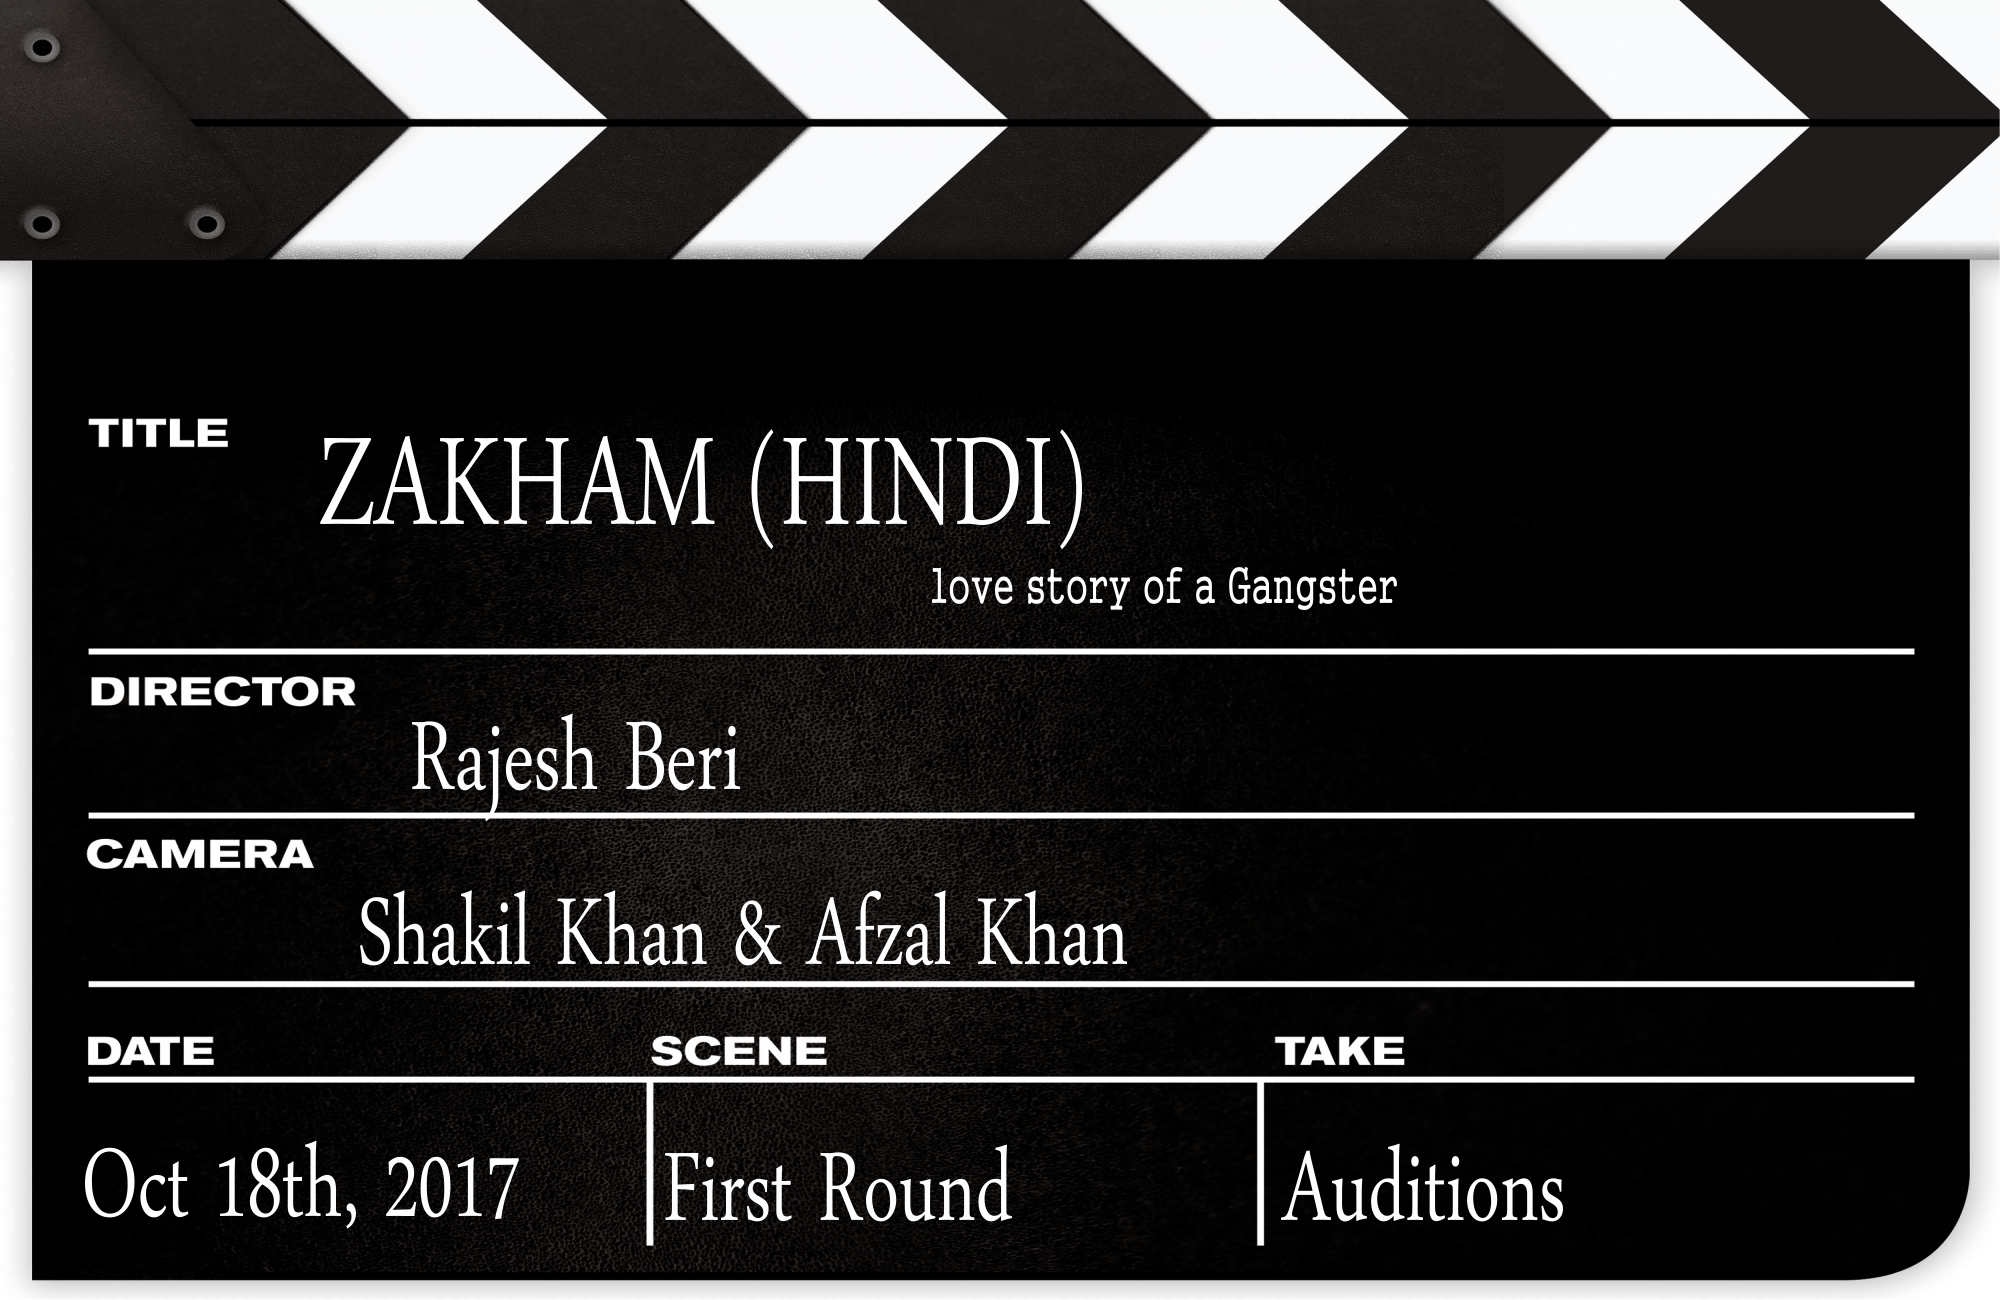 TITLE
ZAKHAM (HINDI)
love story of a Gangster
DIRECTOR
Rajesh Beri
CAMERA
Shakil Khan & Afzal Khan
DATE SCENE TAKE
Oct 18th, 2017 First Round Auditions